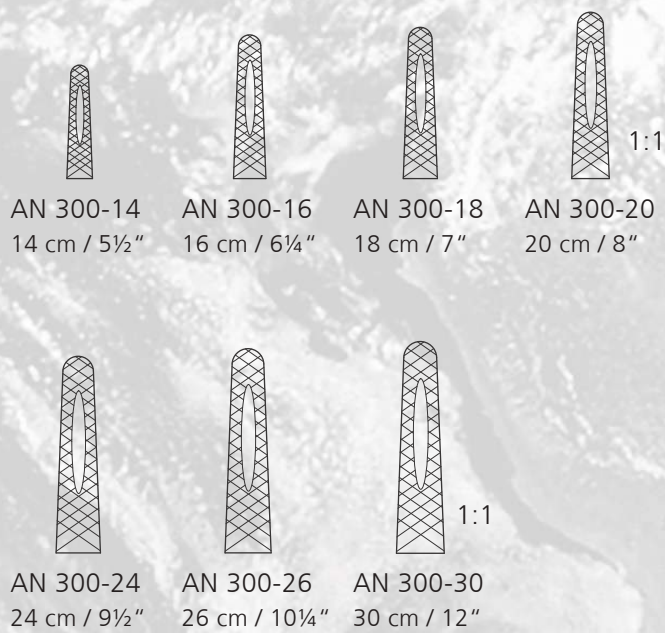 1:1
AN 300-14 AN 300-16 AN 300-18 AN 300-20
14 cm / 5½“ 16 cm / 6¼“ 18 cm / 7“ 20 cm / 8“
1:1
AN 300-24 AN 300-26 AN 300-30
24 cm / 9½“ 26 cm / 10¼“ 30 cm / 12“